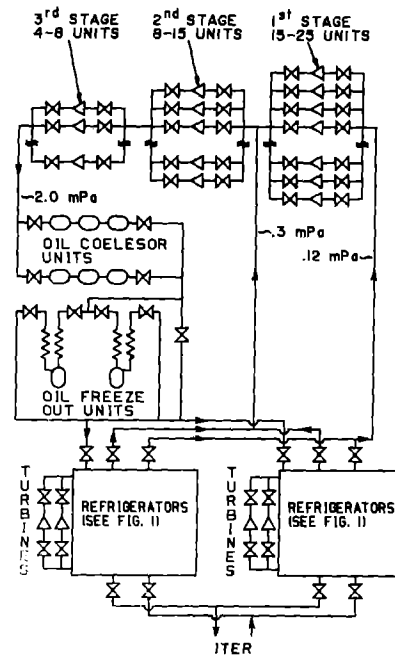 3rd STAGE
4-8 UNITS
2nd STAGE
8-15 UNITS
1st STAGE
15-25 UNITS
~2.0 mPa
OIL COELESOR
UNITS
~.3 mPa
.12 mPa~
OIL FREEZE
OUT UNITS
TURBINES
REFRIGERATORS
(SEE FIG. 1)
TURBINES
REFRIGERATORS
(SEE FIG. 1)
ITER